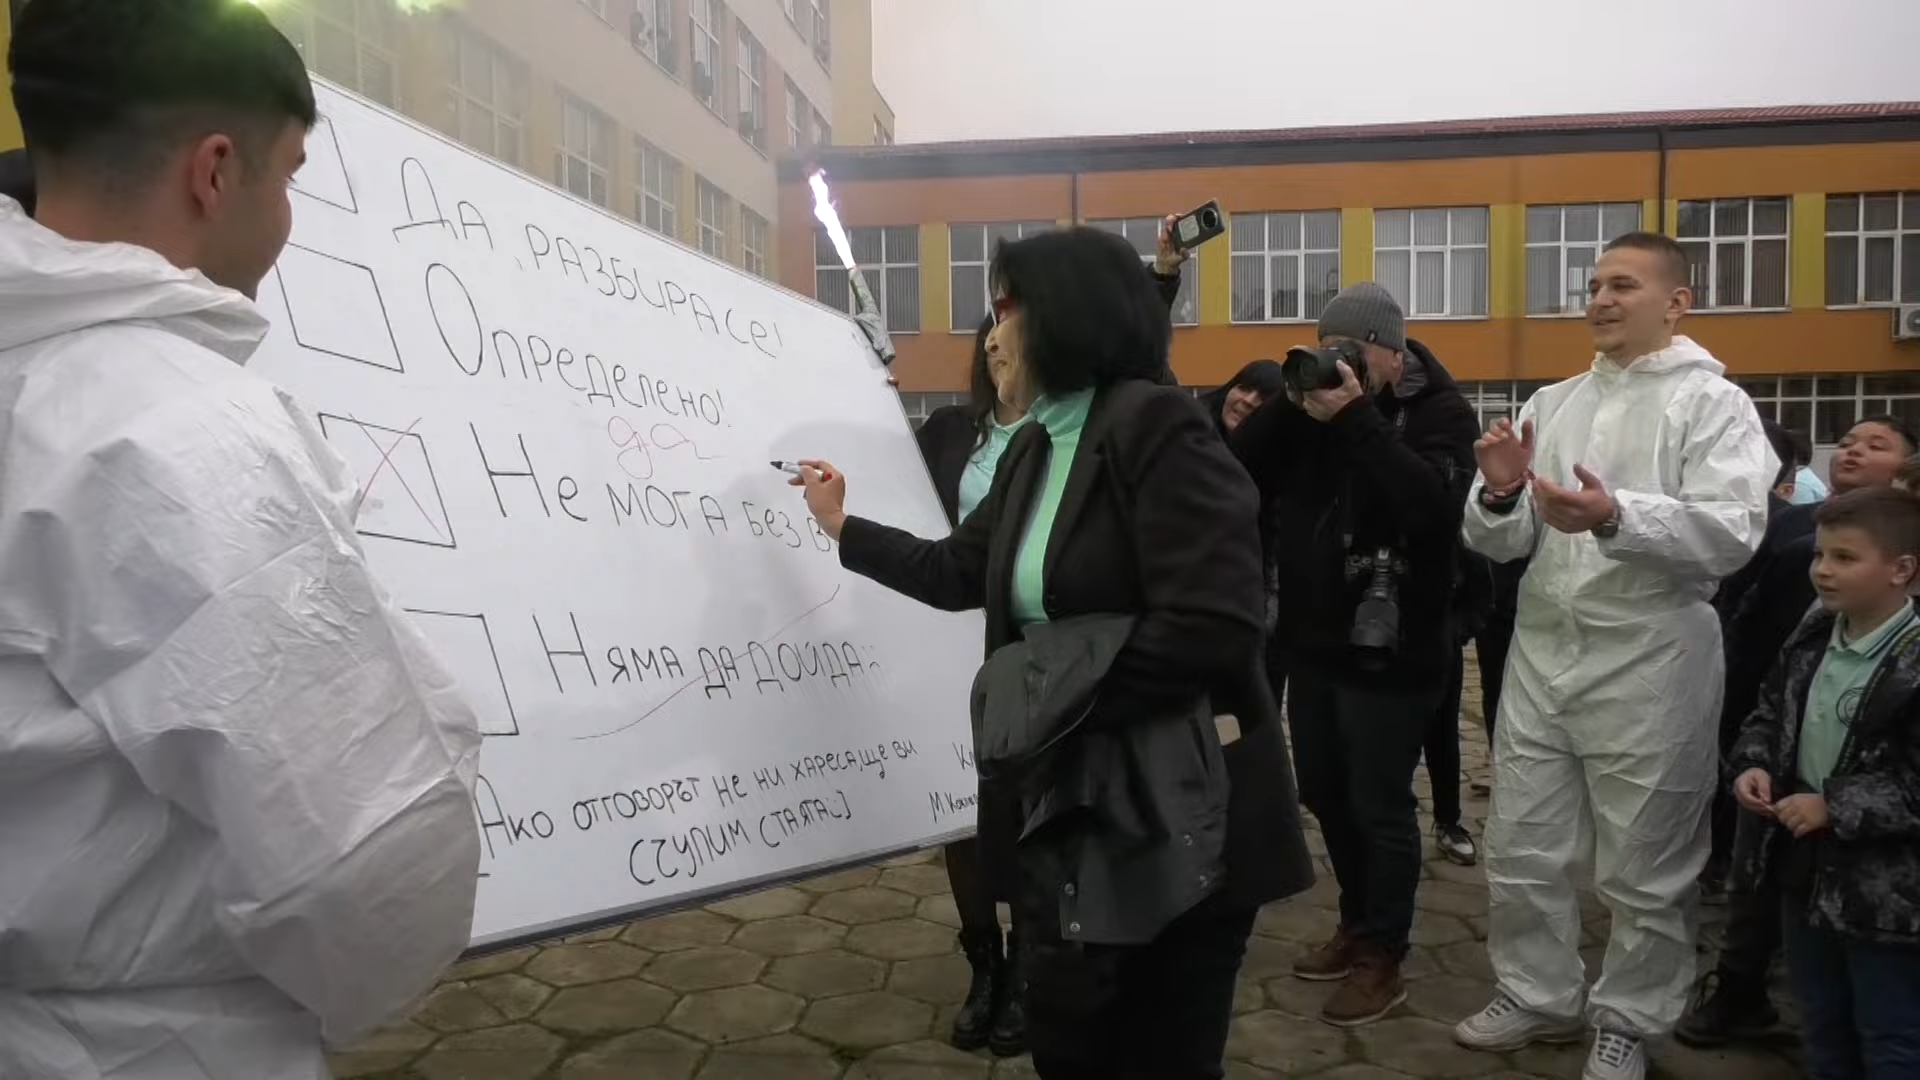 Да, РАЗБИРА СЕ!
Определено!
да
Не МОГА БЕЗ
НЯМА ДА ДОЙДА:(
Ако отговорът не ни хареса, ще ви
СЧУПИМ СТАЯТА:)